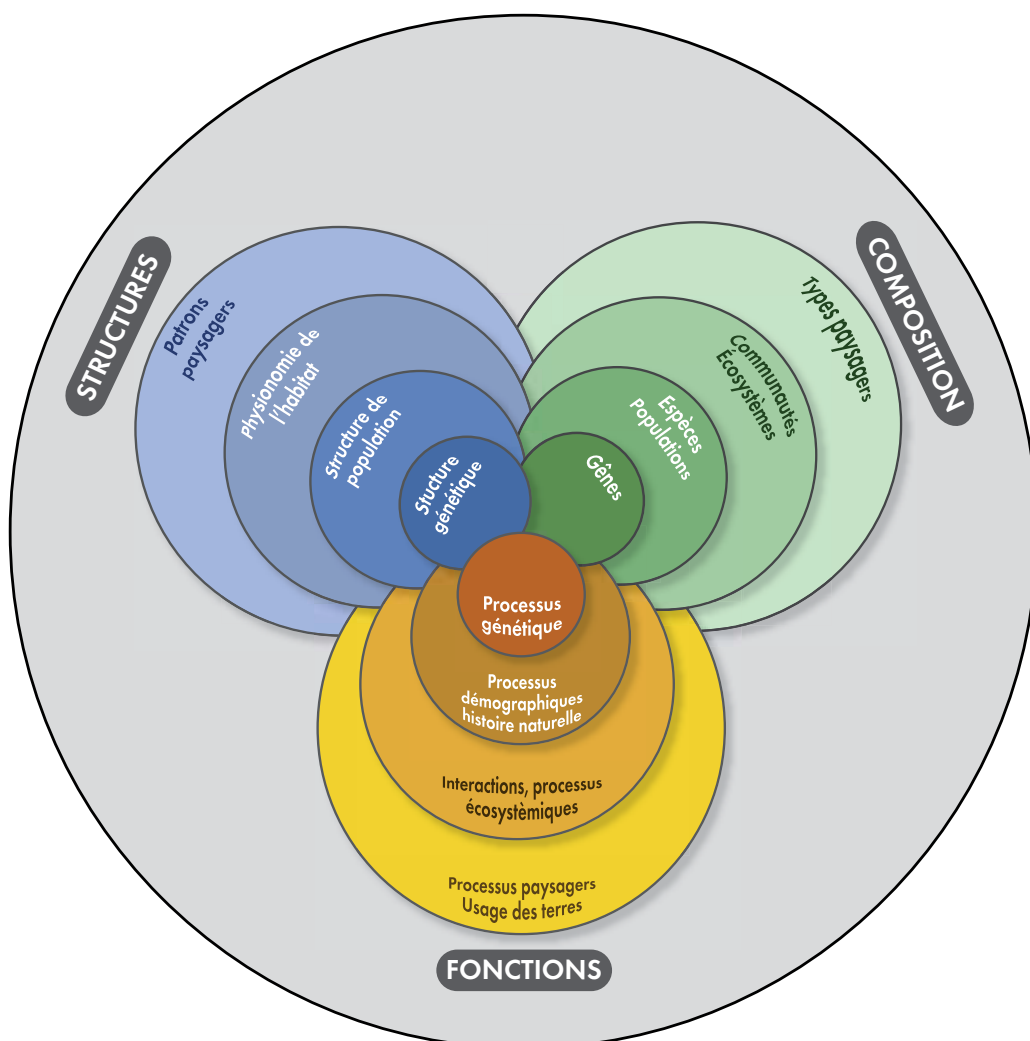 STRUCTURES
Patrons
paysagers
Physionomie de
l'habitat
Structure de
population
Stucture
génétique
COMPOSITION
Types paysagers
Communautés
Écosystèmes
Espèces
Populations
Gênes
Processus
génétique
Processus
démographiques
histoire naturelle
Interactions, processus
écosystèmiques
Processus paysagers
Usage des terres
FONCTIONS